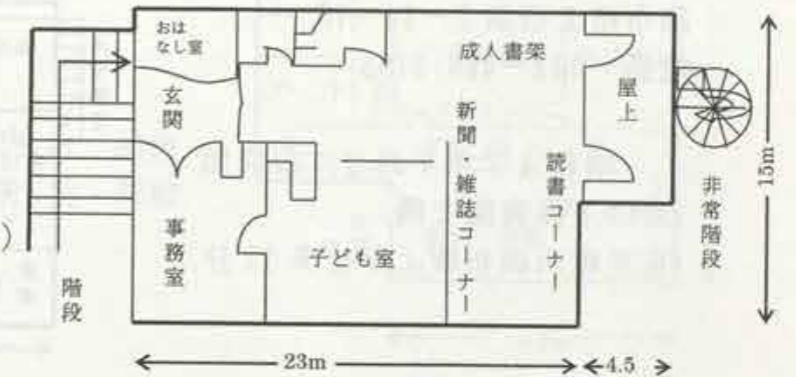 おは
なし室
玄関
事務室
階段
）
子ども室
成人書架
新聞・雑誌コーナー
読書コーナー
屋上
非常階段
15m
23m
4.5